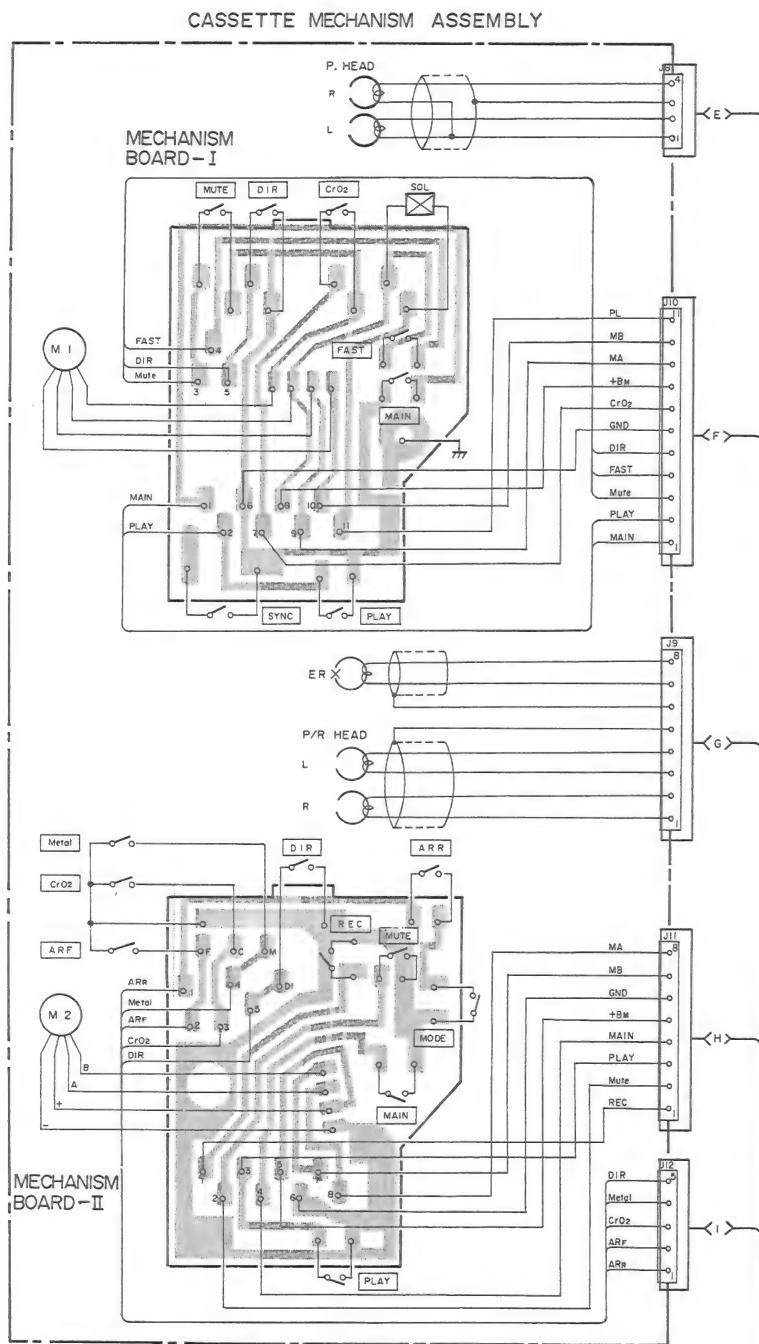 CASSETTE MECHANISM ASSEMBLY
P. HEAD
R
L
J6
4
1
E
MECHANISM
BOARD-I
MUTE
DIR
CrO2
SOL
M 1
FAST
DIR
Mute
4
3
5
FAST
MAIN
MAIN
PLAY
1
6
8
10
2
7
9
11
SYNC
PLAY
J10
11
PL
MB
MA
+BM
CrO2
GND
DIR
FAST
Mute
PLAY
MAIN
1
F
J9
8
ER
P/R HEAD
L
R
1
G
Metal
CrO2
ARF
DIR
ARR
REC
MUTE
F
C
M
4
D1
2
3
5
ARR
Metal
ARF
CrO2
DIR
M 2
B
A
+
-
MODE
MAIN
1
3
5
7
2
4
6
8
PLAY
MECHANISM
BOARD-II
J11
8
MA
MB
GND
+BM
MAIN
PLAY
Mute
REC
1
H
J12
5
DIR
Metal
CrO2
ARF
ARR
1
I